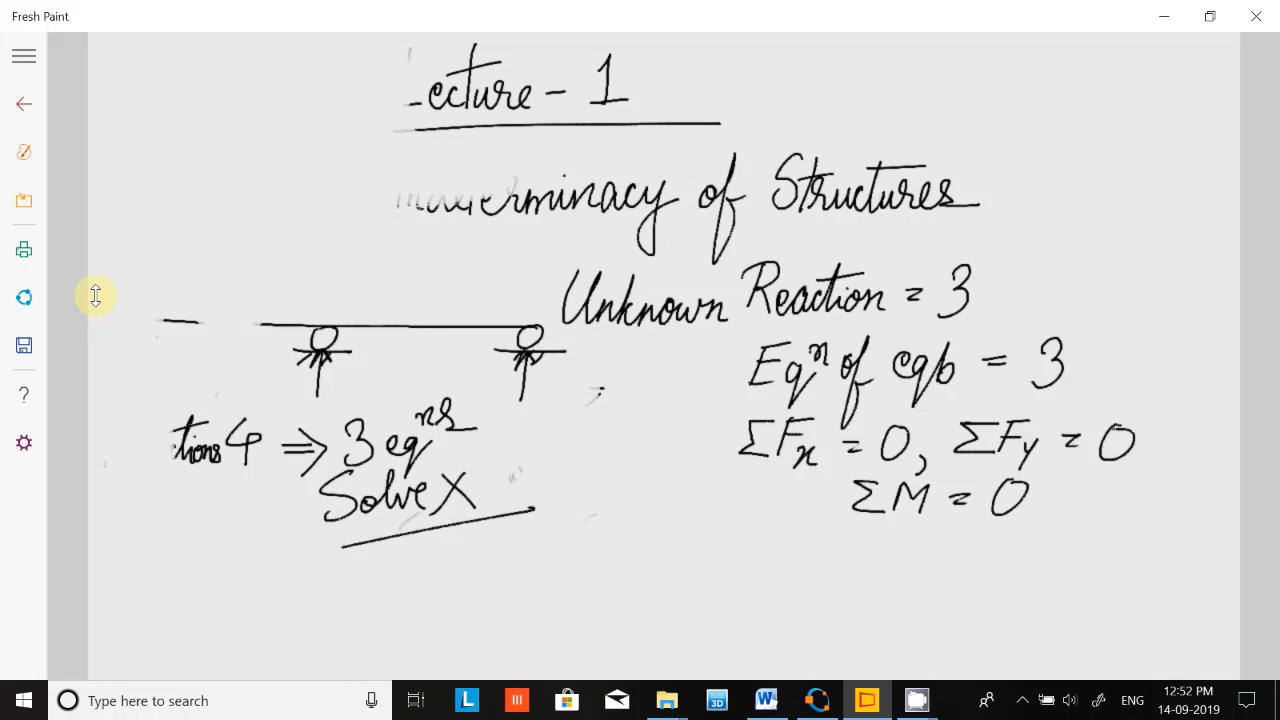 Fresh Paint
ecture - 1
erminacy of Structures
Unknown Reaction = 3
Eqⁿ of eqb = 3
ΣFx = 0, ΣFy = 0
ΣM = 0
tions 4 ⇒ 3 eqⁿˢ
Solve X
Type here to search
ENG
12:52 PM
14-09-2019